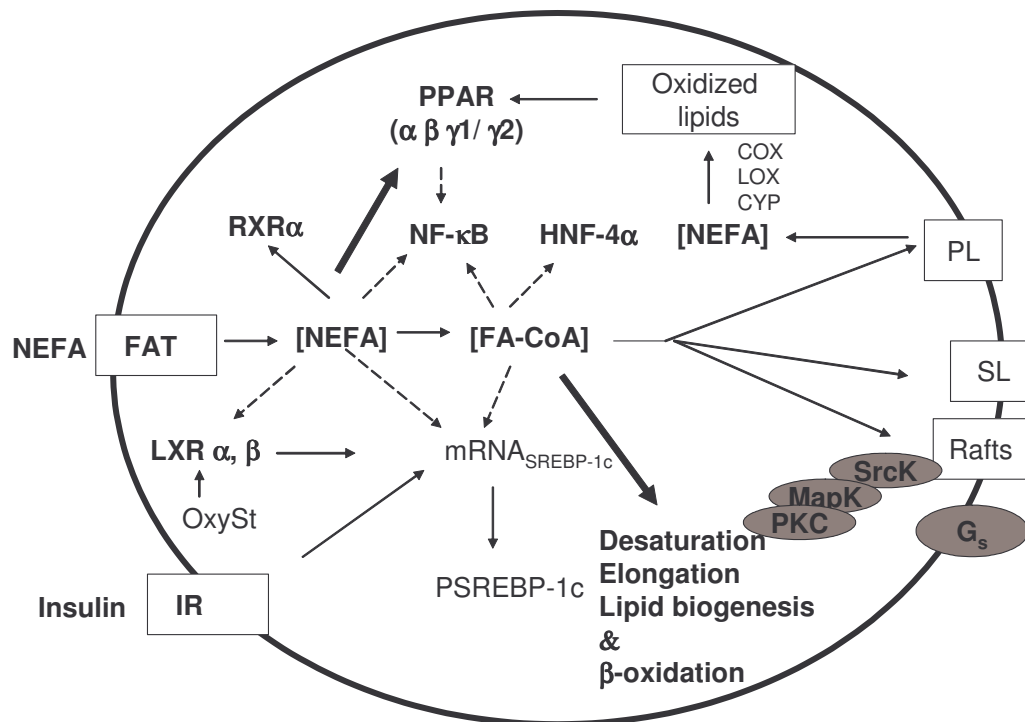 PPAR
(α β γ1/ γ2)
Oxidized
lipids
COX
LOX
CYP
RXRα
NF-κB
HNF-4α
[NEFA]
PL
NEFA
FAT
[NEFA]
[FA-CoA]
SL
LXR α, β
mRNA SREBP-1c
Rafts
SrcK
MapK
PKC
Gs
OxySt
Desaturation
Elongation
Lipid biogenesis
&
β-oxidation
PSREBP-1c
Insulin
IR